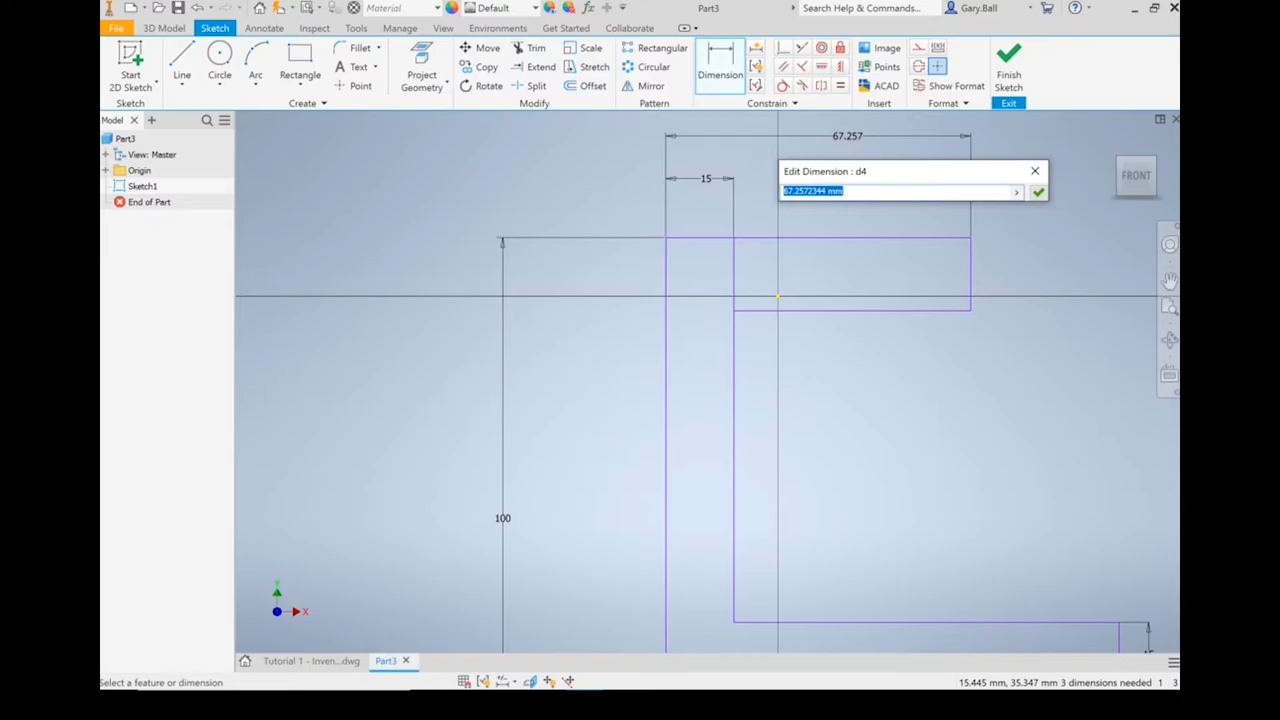 Material
Default
Part3
Search Help & Commands...
Gary.Ball
File
3D Model
Sketch
Annotate
Inspect
Tools
Manage
View
Environments
Get Started
Collaborate
Start
2D Sketch
Line
Circle
Arc
Rectangle
Fillet
Text
Point
Project
Geometry
Move
Copy
Rotate
Trim
Extend
Split
Scale
Stretch
Offset
Rectangular
Circular
Mirror
Dimension
Image
Points
ACAD
Show Format
Finish
Sketch
Sketch
Create
Modify
Pattern
Constrain
Insert
Format
Exit
Model
Part3
View: Master
Origin
Sketch1
End of Part
67.257
15
Edit Dimension : d4
67.2572344 mm
FRONT
100
Y
X
Tutorial 1 - Inven...dwg
Part3
Select a feature or dimension
15.445 mm, 35.347 mm 3 dimensions needed 1 3